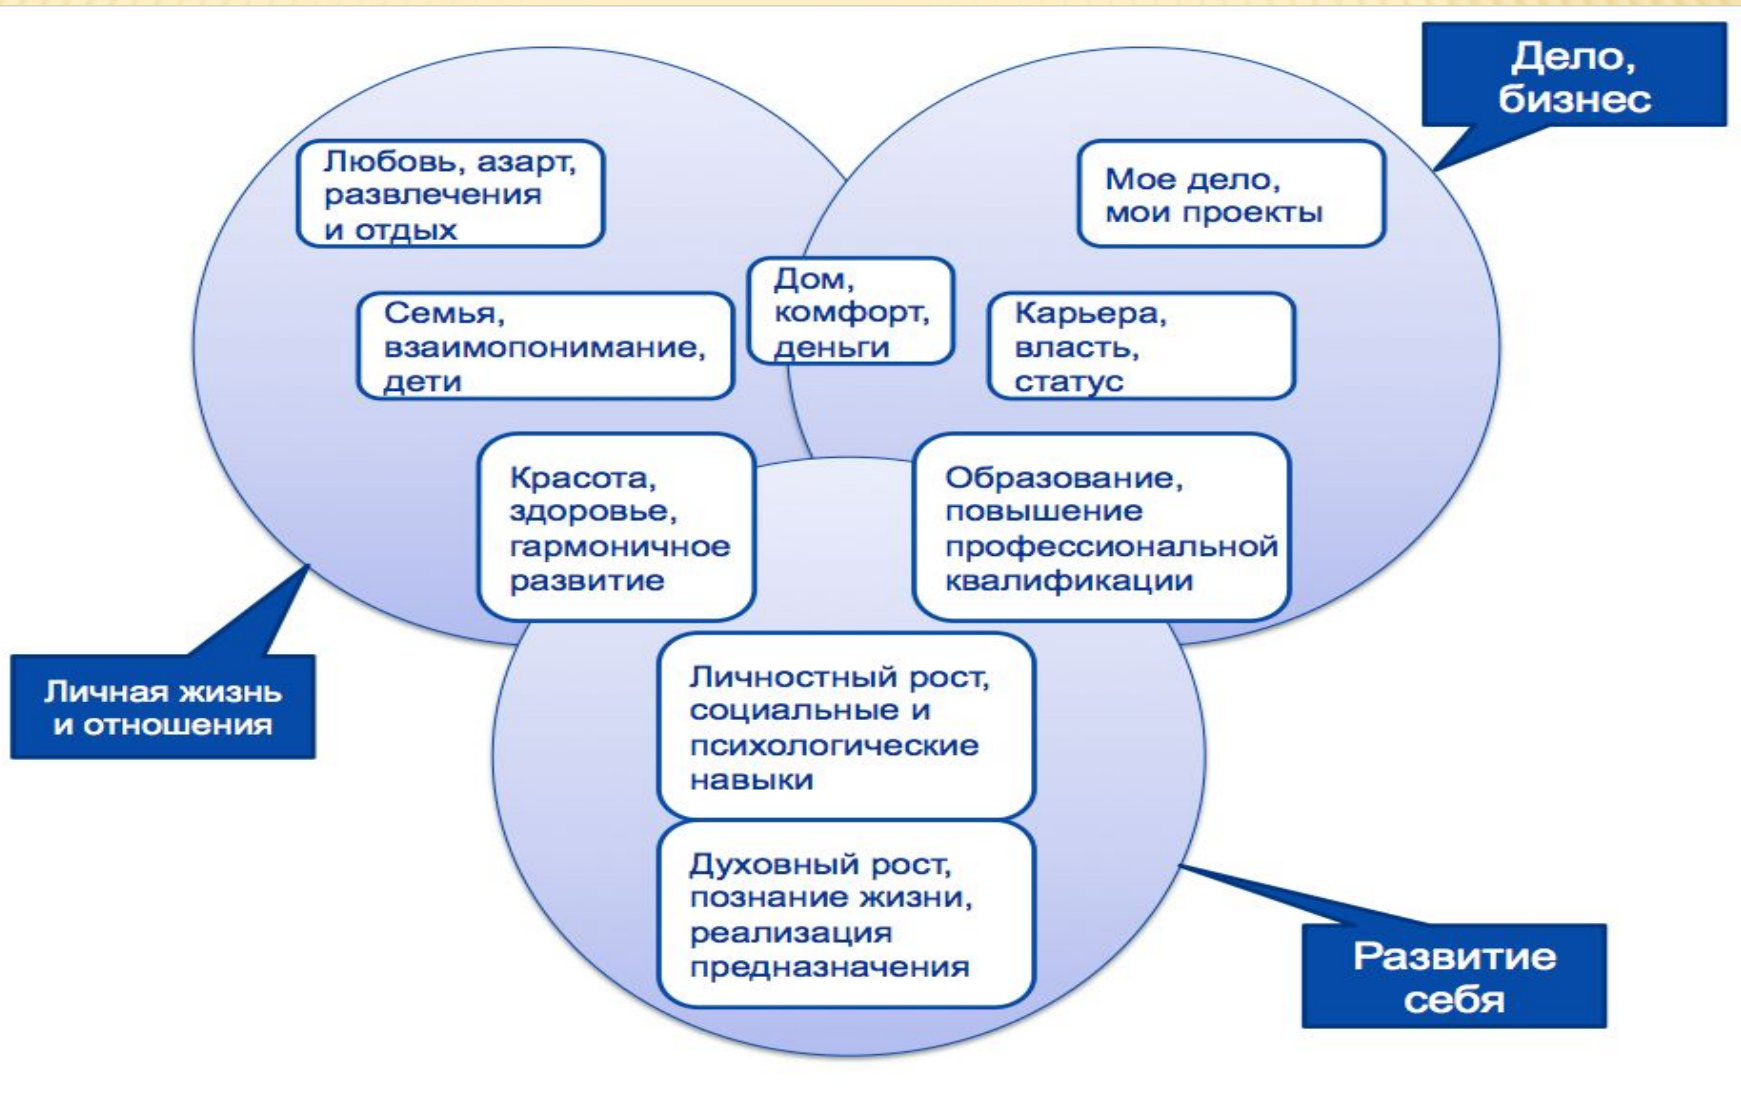 Дело,
бизнес
Любовь, азарт,
развлечения
и отдых
Мое дело,
мои проекты
Дом,
комфорт,
деньги
Семья,
взаимопонимание,
дети
Карьера,
власть,
статус
Красота,
здоровье,
гармоничное
развитие
Образование,
повышение
профессиональной
квалификации
Личная жизнь
и отношения
Личностный рост,
социальные и
психологические
навыки
Духовный рост,
познание жизни,
реализация
предназначения
Развитие
себя